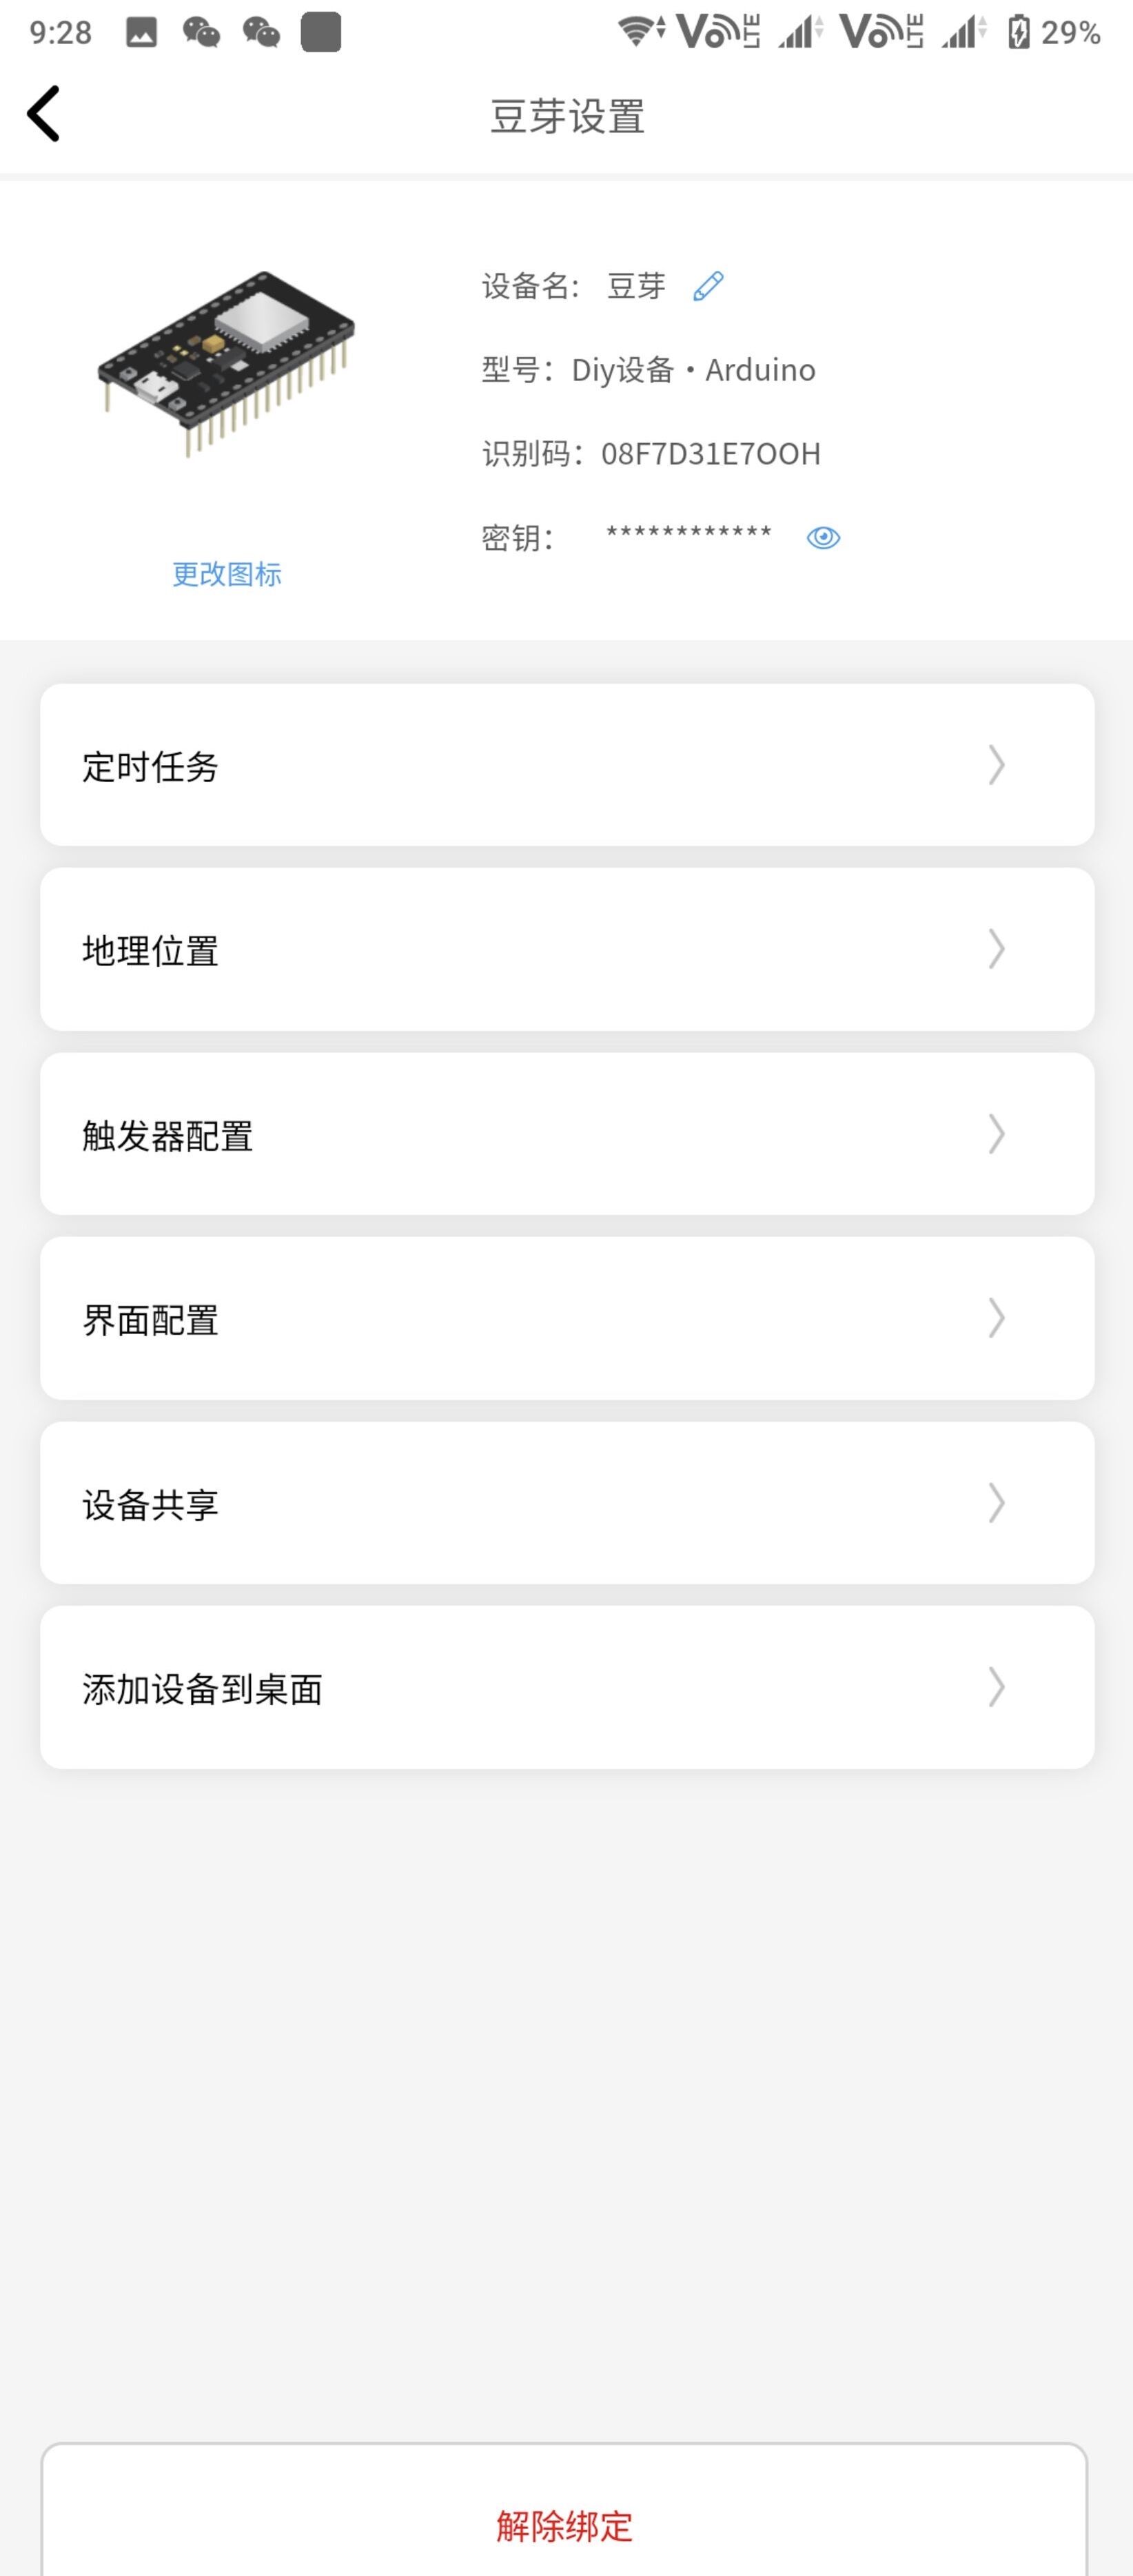 9:28
29%
豆芽设置
设备名: 豆芽
型号: Diy设备·Arduino
识别码: 08F7D31E7OOH
密钥: ************
更改图标
定时任务
地理位置
触发器配置
界面配置
设备共享
添加设备到桌面
解除绑定